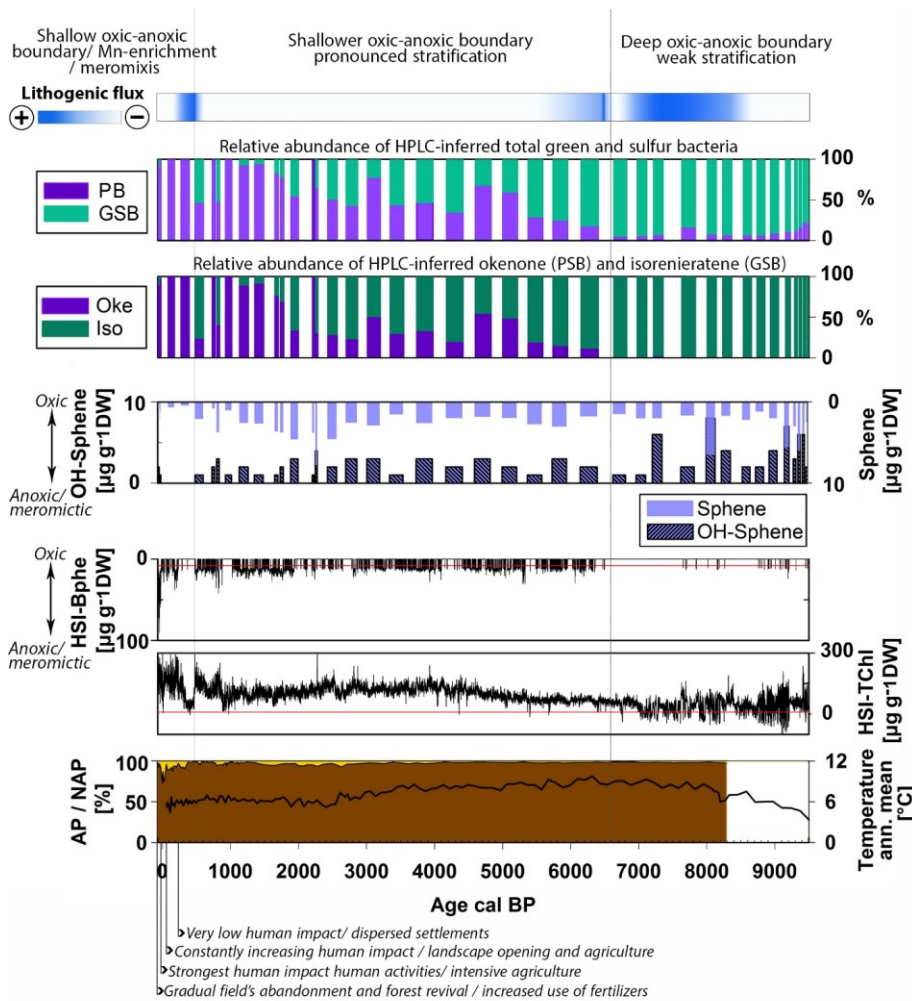 Shallow oxic-anoxic
boundary/ Mn-enrichment
/ meromixis
Shallower oxic-anoxic boundary
pronounced stratification
Deep oxic-anoxic boundary
weak stratification
Lithogenic flux
+ −
Relative abundance of HPLC-inferred total green and sulfur bacteria
PB
GSB
100
50
0
%
Relative abundance of HPLC-inferred okenone (PSB) and isorenieratene (GSB)
Oke
Iso
100
50
0
%
Oxic
Anoxic/
meromictic
OH-Sphene
[µg g⁻¹DW]
10
0
0
10
Sphene
[µg g⁻¹DW]
Sphene
OH-Sphene
Oxic
Anoxic/
meromictic
HSI-Bphe
[µg g⁻¹DW]
0
100
300
0
HSI-TChl
[µg g⁻¹DW]
AP / NAP
[%]
100
50
0
12
6
0
Temperature
ann. mean
[°C]
0 1000 2000 3000 4000 5000 6000 7000 8000 9000
Age cal BP
Very low human impact/ dispersed settlements
Constantly increasing human impact / landscape opening and agriculture
Strongest human impact human activities/ intensive agriculture
Gradual field's abandonment and forest revival / increased use of fertilizers